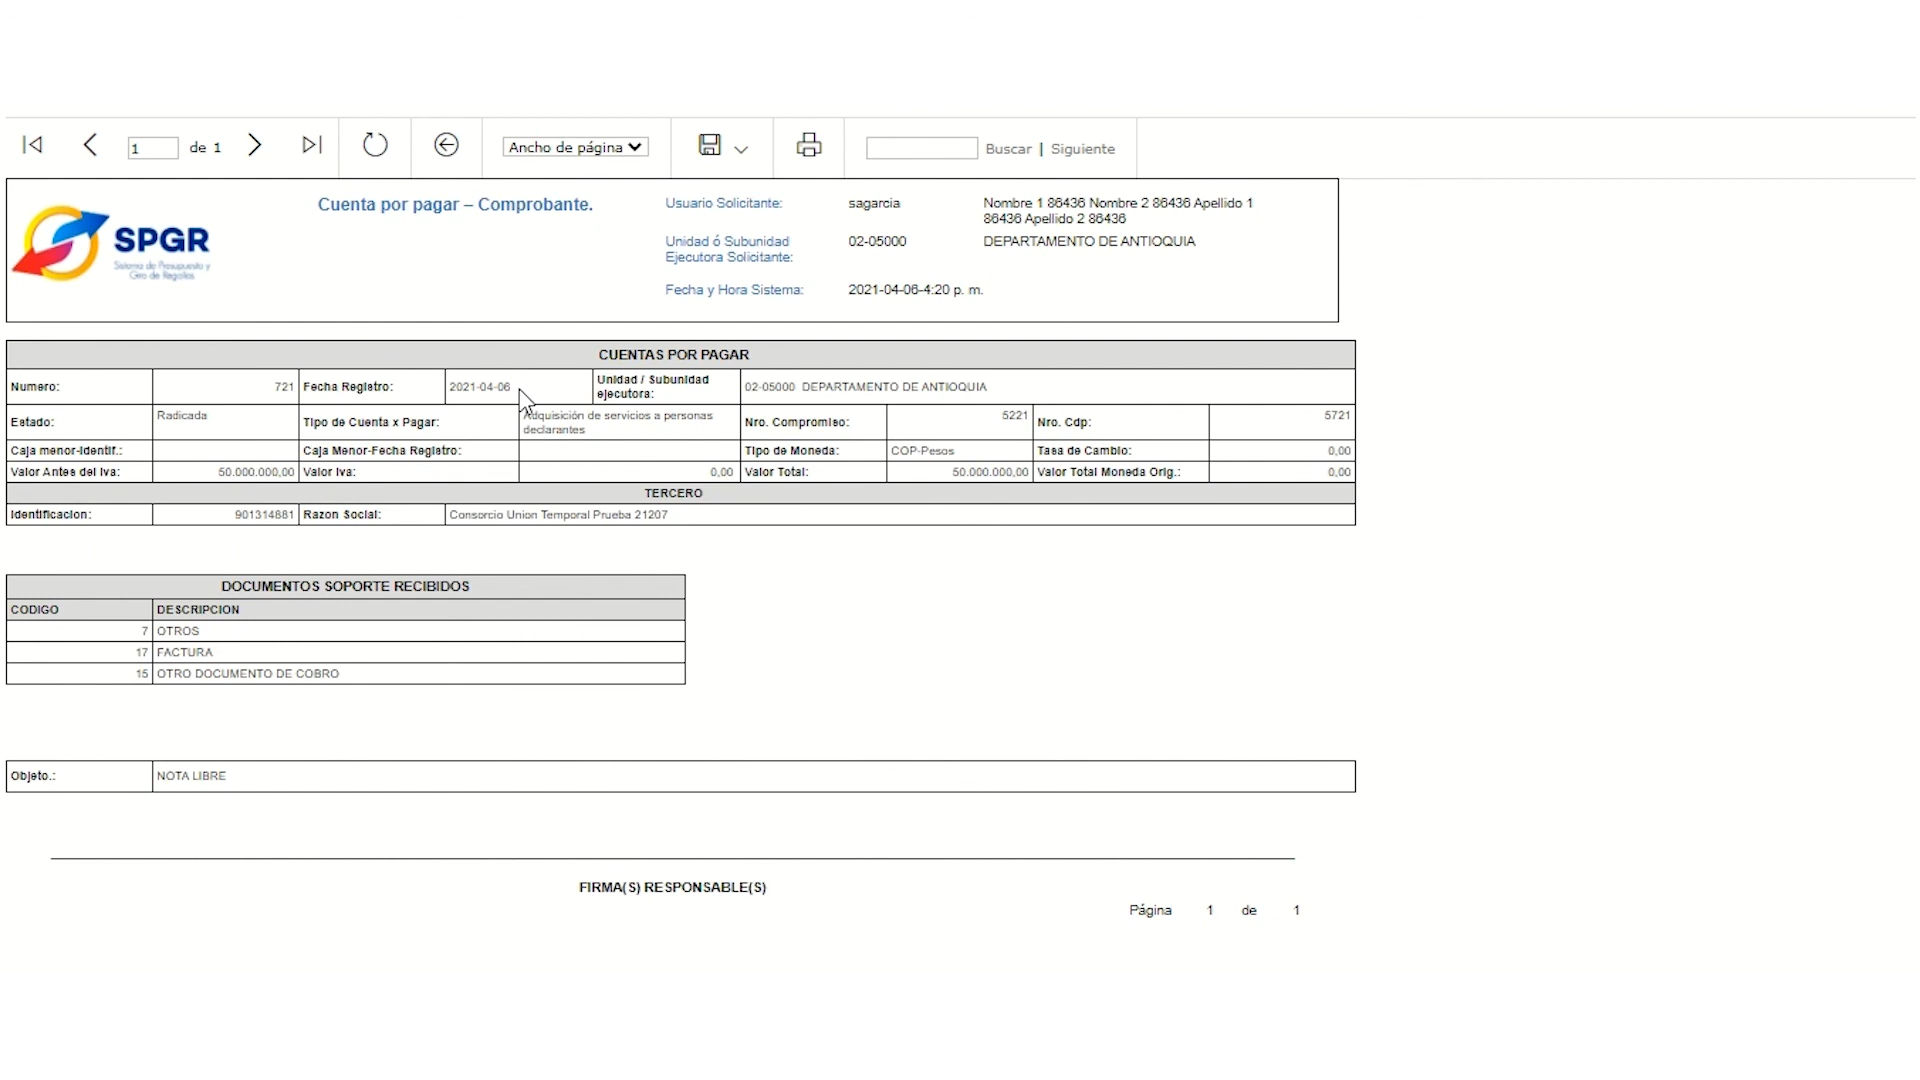 1 de 1 Ancho de página Buscar | Siguiente
SPGR
Sistema de Presupuesto y
Giro de Regalías
Cuenta por pagar – Comprobante.
Usuario Solicitante: sagarcia Nombre 1 86436 Nombre 2 86436 Apellido 1
86436 Apellido 2 86436
Unidad ó Subunidad 02-05000 DEPARTAMENTO DE ANTIOQUIA
Ejecutora Solicitante:
Fecha y Hora Sistema: 2021-04-06-4:20 p. m.
CUENTAS POR PAGAR
Numero: 721 Fecha Registro: 2021-04-06 Unidad / Subunidad
ejecutora: 02-05000 DEPARTAMENTO DE ANTIOQUIA
Estado: Radicada Tipo de Cuenta x Pagar: Adquisición de servicios a personas
declarantes Nro. Compromiso: 5221 Nro. Cdp: 5721
Caja menor-Identif.: Caja Menor-Fecha Registro: Tipo de Moneda: COP-Pesos Tasa de Cambio: 0,00
Valor Antes del Iva: 50.000.000,00 Valor Iva: 0,00 Valor Total: 50.000.000,00 Valor Total Moneda Orig.: 0,00
TERCERO
Identificacion: 901314881 Razon Social: Consorcio Union Temporal Prueba 21207
DOCUMENTOS SOPORTE RECIBIDOS
CODIGO DESCRIPCION
7 OTROS
17 FACTURA
15 OTRO DOCUMENTO DE COBRO
Objeto.: NOTA LIBRE
FIRMA(S) RESPONSABLE(S)
Página 1 de 1